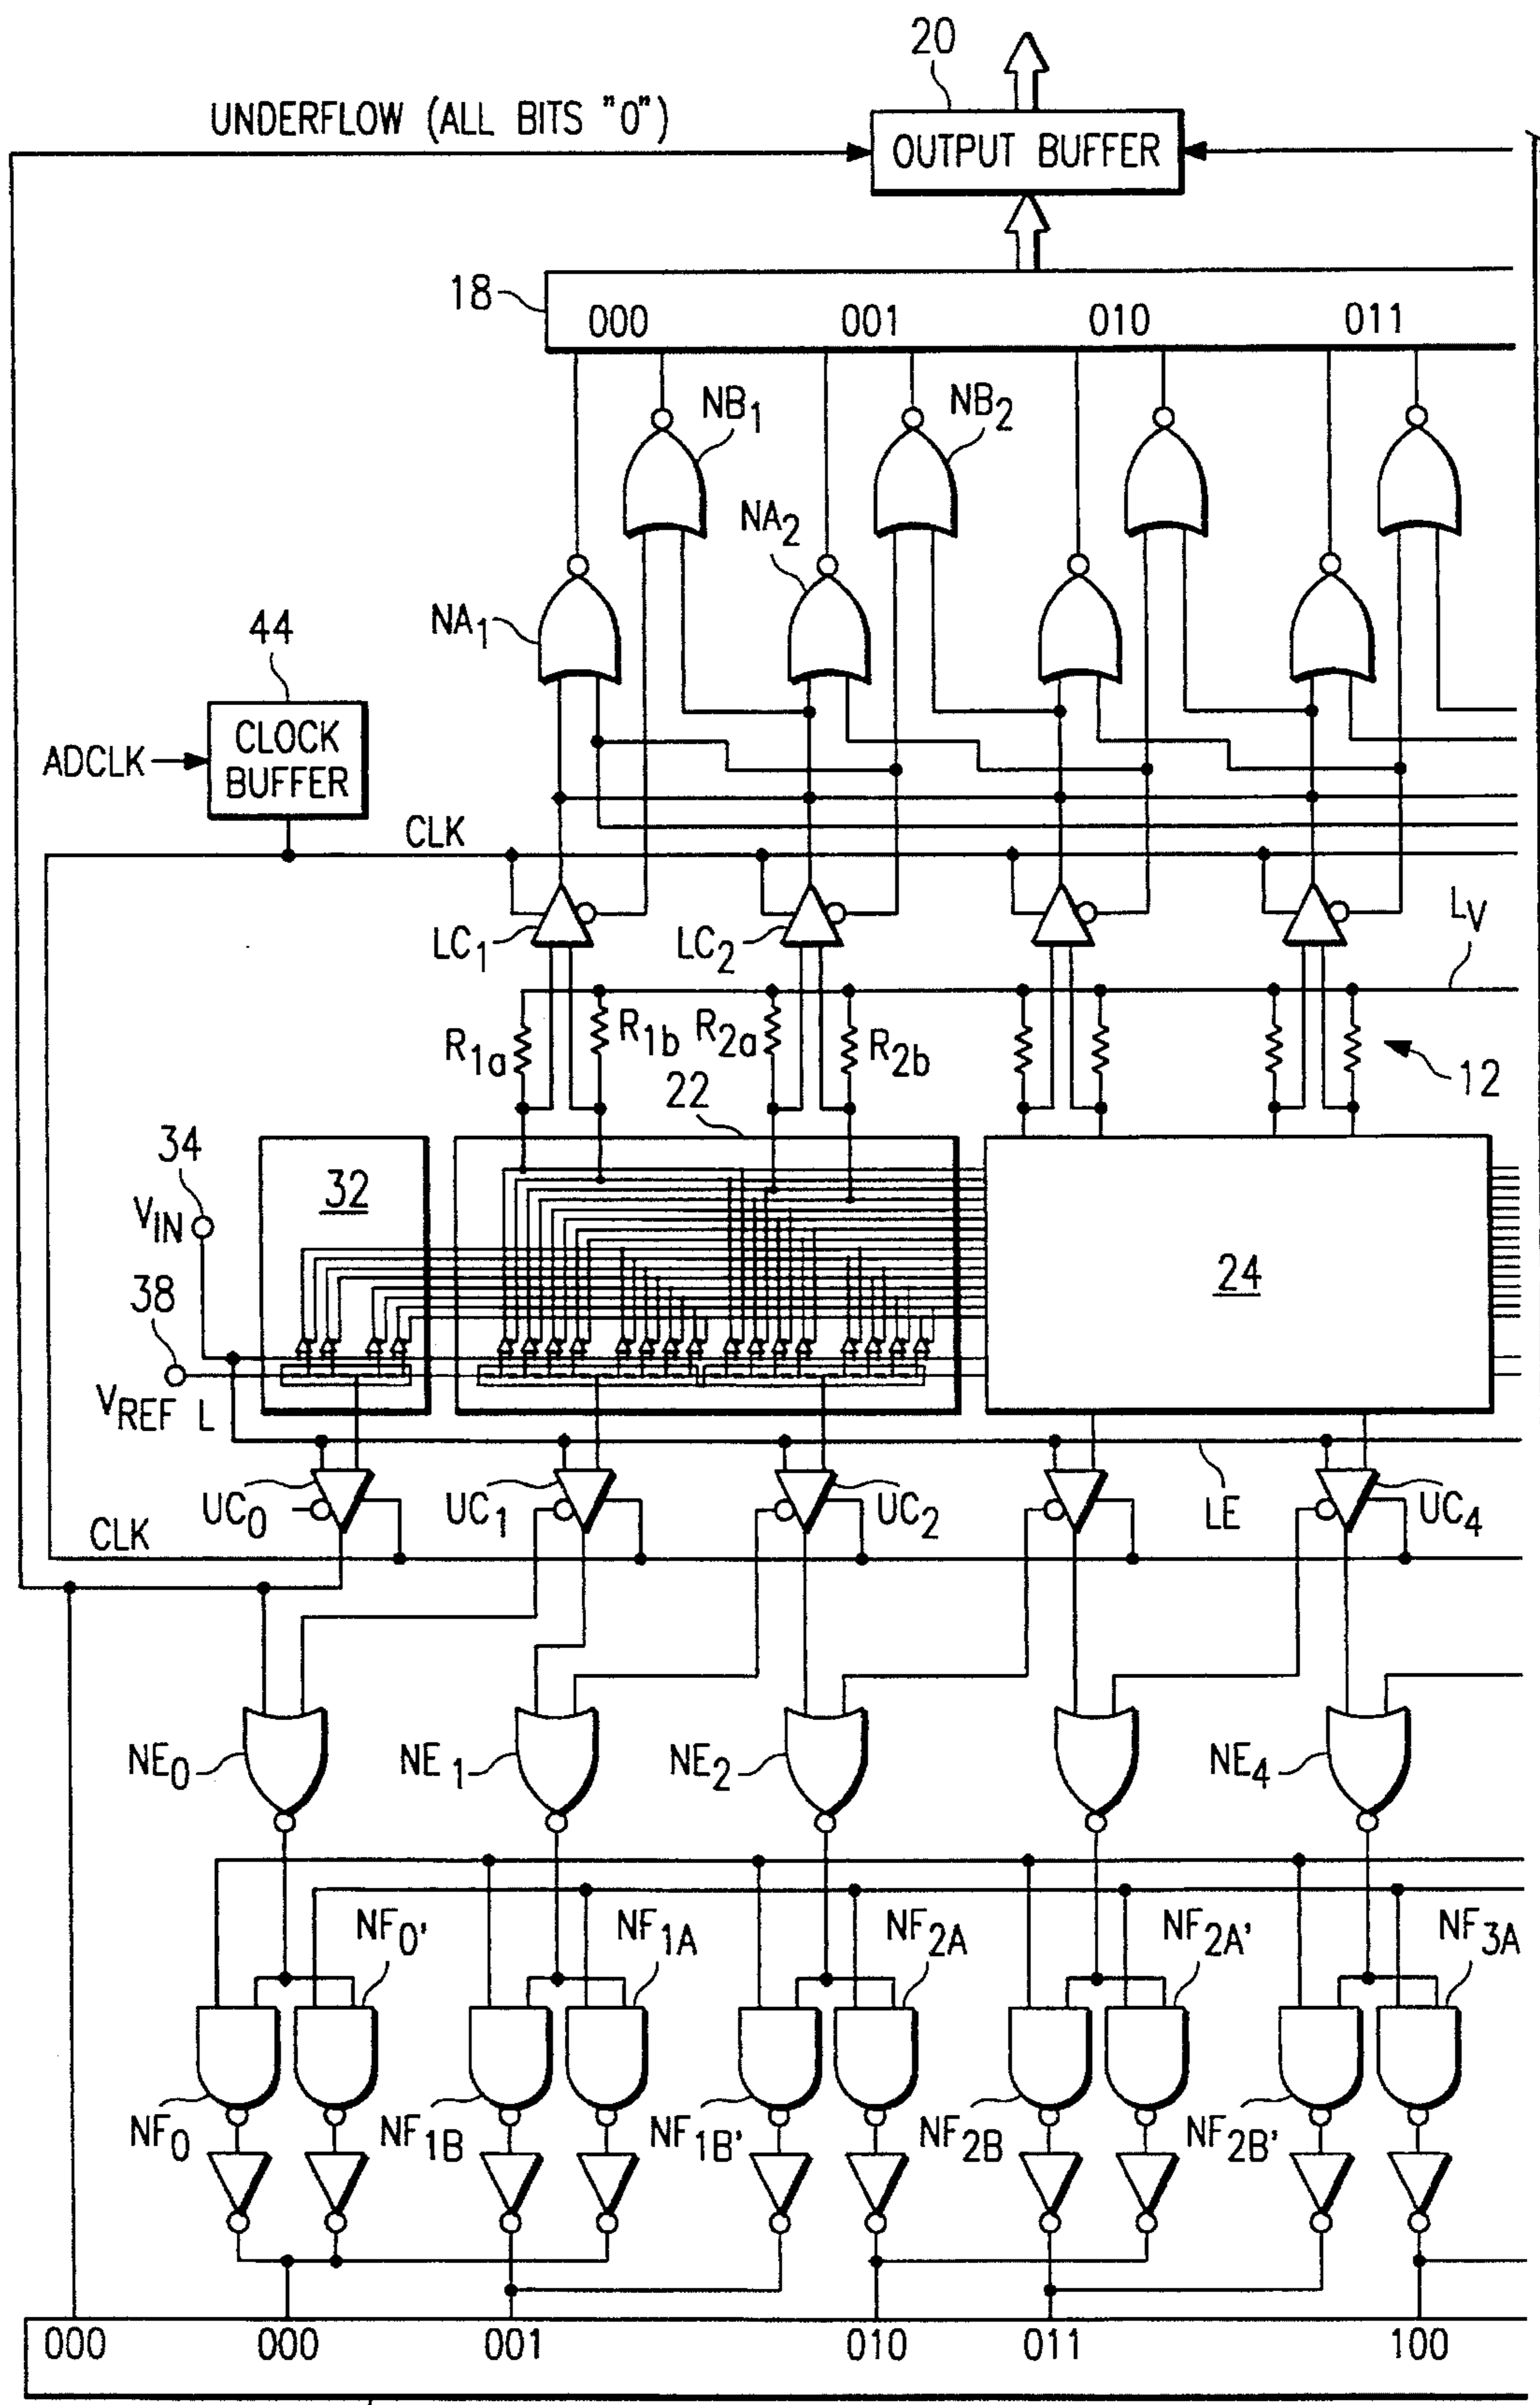 20
UNDERFLOW (ALL BITS "0")
OUTPUT BUFFER
18
000 001 010 011
NB1 NB2
NA2
NA1
44
CLOCK
BUFFER
ADCLK
CLK
LC1 LC2 LV
R1a R1b R2a R2b
12
22
34
VIN
32
24
38
VREF L
UC0 UC1 UC2 LE UC4
CLK
NE0 NE1 NE2 NE4
NF0' NF1A NF2A NF2A' NF3A
NF0 NF1B NF1B' NF2B NF2B'
000 000 001 010 011 100